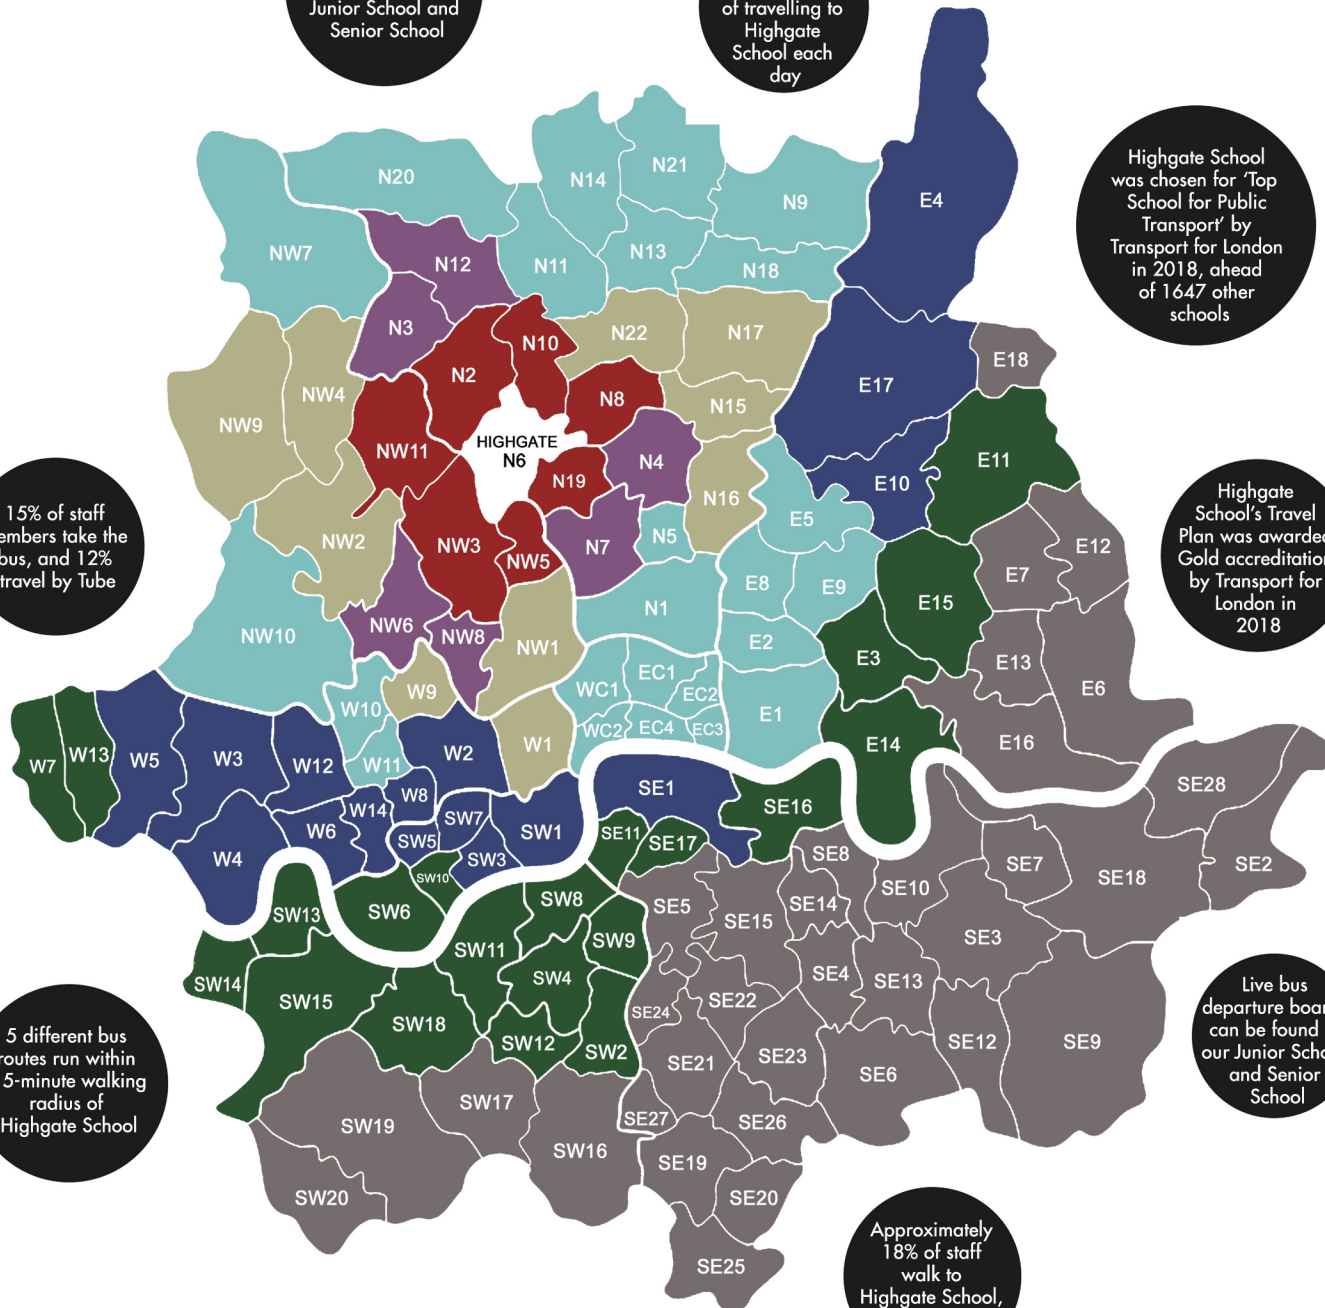 Junior School and
Senior School
of travelling to
Highgate
School each
day
Highgate School
was chosen for ‘Top
School for Public
Transport’ by
Transport for London
in 2018, ahead
of 1647 other
schools
E4
N21
N14
N20
N9
NW7
N12
N11
N13
N18
N3
N10
N22
N17
E18
N2
E17
NW4
N8
N15
NW9
HIGHGATE
N6
NW11
N4
E11
N19
E10
N16
E5
NW2
NW3
N5
N7
E12
NW5
E7
E8
E9
E15
N1
NW6
NW10
NW8
NW1
E2
E3
E13
EC1
E6
WC1
W9
EC2
W10
E1
WC2
EC4
EC3
W1
E14
E16
W2
W13
W5
W3
W12
W11
W7
SE28
SE1
W8
SE16
W14
SW7
W6
SW1
SE11
SW5
SE17
SE8
W4
SW3
SE7
SE2
SW10
SE18
SE10
SW8
SE14
SE5
SW6
SW13
SE15
SW9
SE3
SW11
SE4
SW4
SE13
SW14
SW15
SE22
SE24
SW18
SW12
SE12
SE9
SW2
SE23
SE21
SE6
SW17
SE27
SE26
SW19
SW16
SE19
SW20
SE20
SE25
15% of staff
embers take the
bus, and 12%
travel by Tube
Highgate
School’s Travel
Plan was awarded
Gold accreditation
by Transport for
London in
2018
5 different bus
routes run within
5-minute walking
radius of
Highgate School
Live bus
departure boar
can be found
our Junior Scho
and Senior
School
Approximately
18% of staff
walk to
Highgate School,